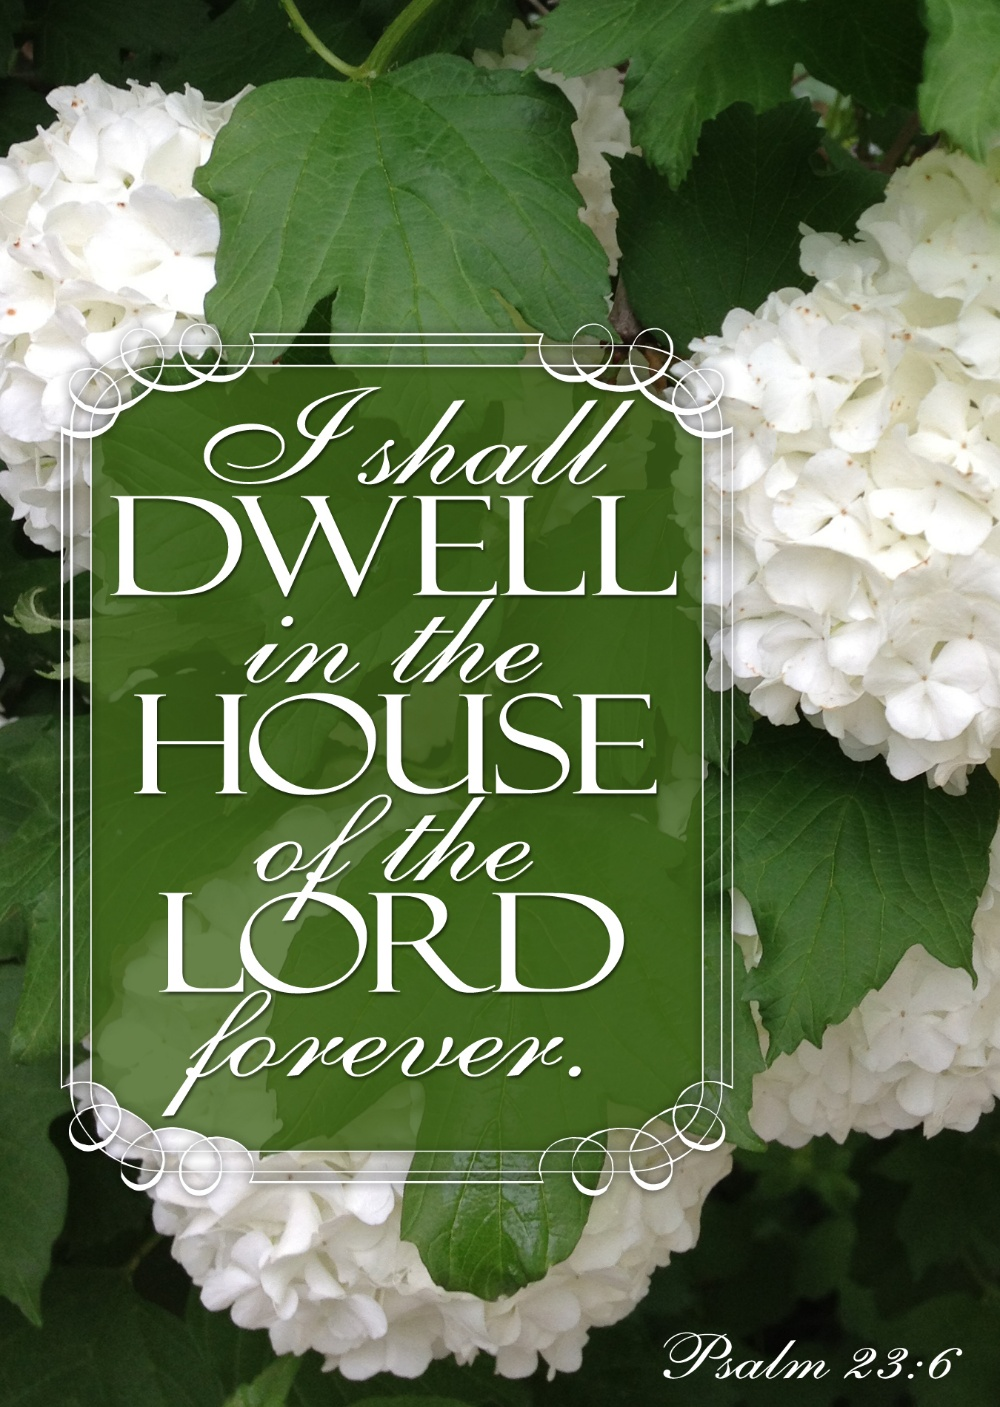 I shall
DWELL
in the
HOUSE
of the
LORD
forever.
Psalm 23:6